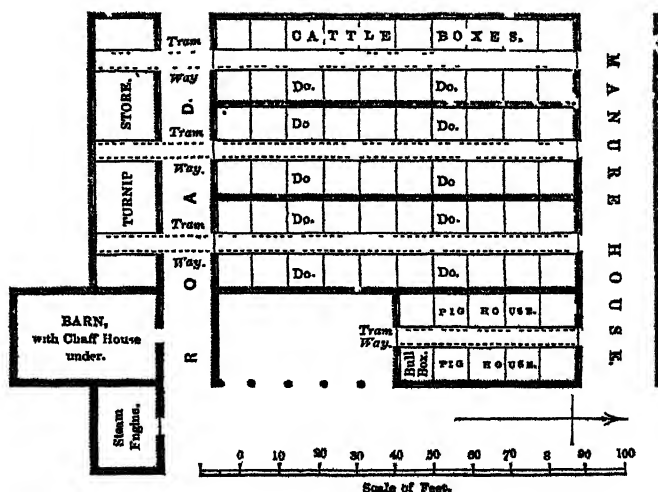 Tram
CATTLE BOXES.
Way
Do. Do.
STORE.
Do Do.
Tram
Way.
Do Do
TURNIP
Do. Do.
Tram
Way.
Do. Do.
ROAD.
MANURE HOUSE.
BARN,
with Chaff House
under.
PIG HOUSE.
Tram
Way.
Bull
Box.
PIG HOUSE.
Steam
Engine.
0 10 20 30 40 50 60 70 80 90 100
Scale of Feet.